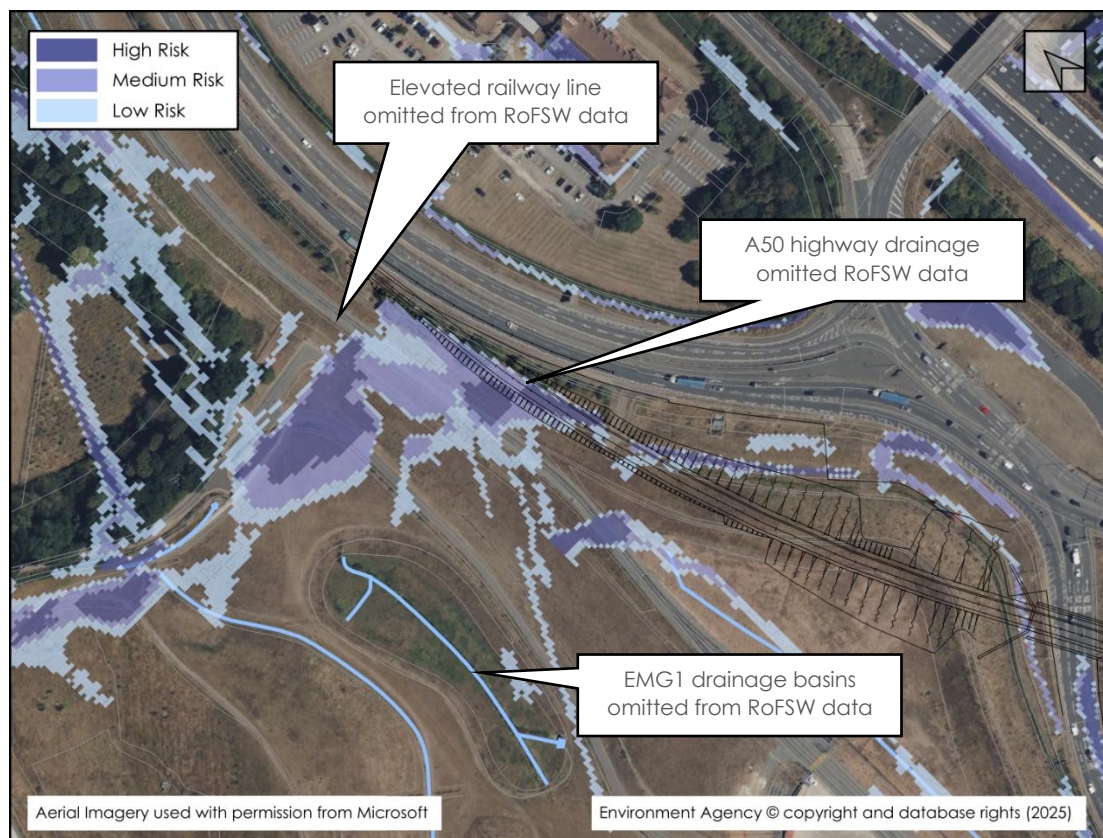 High Risk
Medium Risk
Low Risk
Elevated railway line
omitted from RoFSW data
A50 highway drainage
omitted RoFSW data
EMG1 drainage basins
omitted from RoFSW data
Aerial Imagery used with permission from Microsoft
Environment Agency © copyright and database rights (2025)